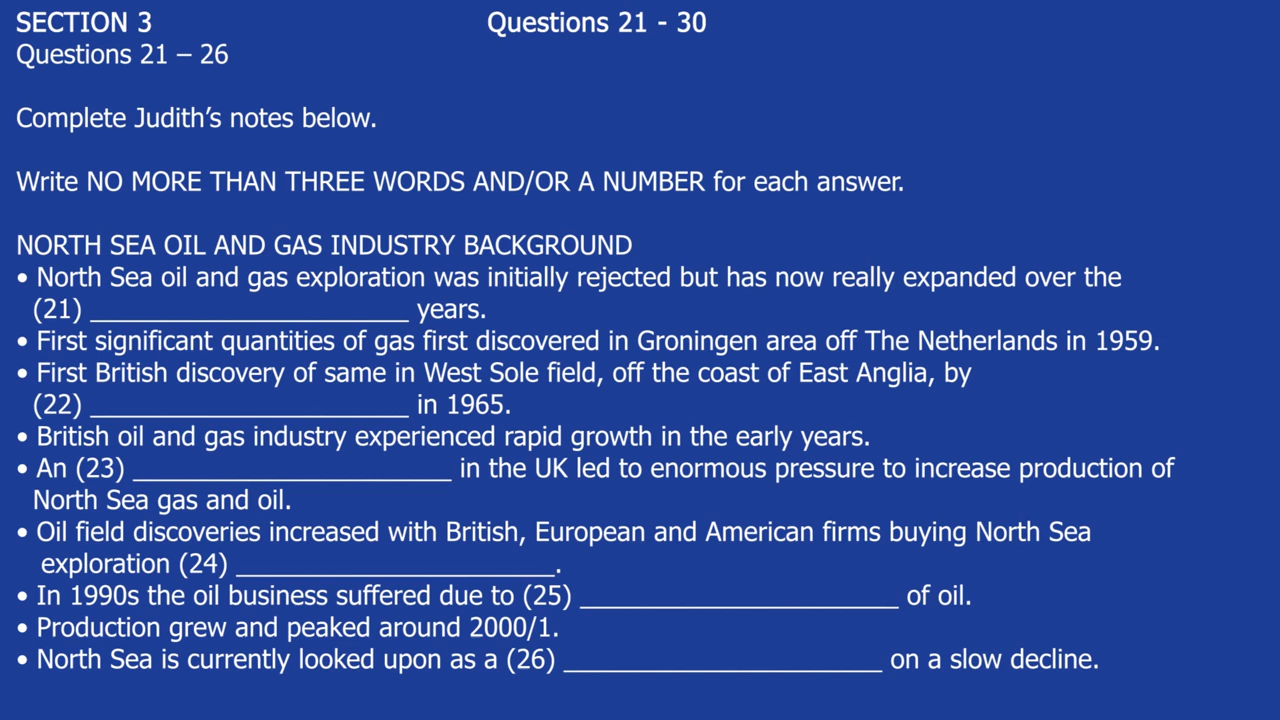 SECTION 3 Questions 21 - 30
Questions 21 – 26
Complete Judith's notes below.
Write NO MORE THAN THREE WORDS AND/OR A NUMBER for each answer.
NORTH SEA OIL AND GAS INDUSTRY BACKGROUND
• North Sea oil and gas exploration was initially rejected but has now really expanded over the
(21) ______________________ years.
• First significant quantities of gas first discovered in Groningen area off The Netherlands in 1959.
• First British discovery of same in West Sole field, off the coast of East Anglia, by
(22) ______________________ in 1965.
• British oil and gas industry experienced rapid growth in the early years.
• An (23) ______________________ in the UK led to enormous pressure to increase production of
North Sea gas and oil.
• Oil field discoveries increased with British, European and American firms buying North Sea
exploration (24) ______________________.
• In 1990s the oil business suffered due to (25) ______________________ of oil.
• Production grew and peaked around 2000/1.
• North Sea is currently looked upon as a (26) ______________________ on a slow decline.